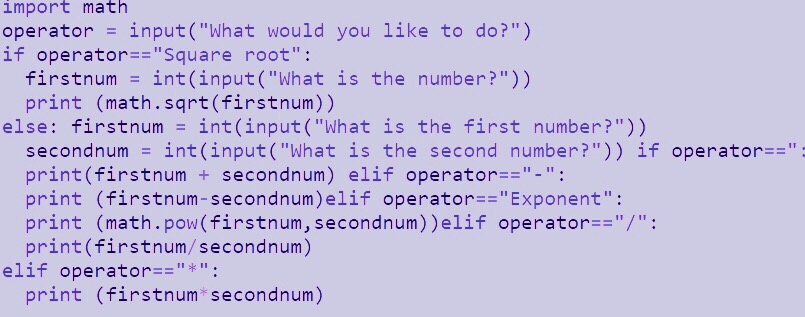 import math
operator = input("What would you like to do?")
if operator=="Square root":
  firstnum = int(input("What is the number?"))
  print (math.sqrt(firstnum))
else: firstnum = int(input("What is the first number?"))
  secondnum = int(input("What is the second number?")) if operator==":
  print(firstnum + secondnum) elif operator=="-":
  print (firstnum-secondnum)elif operator=="Exponent":
  print (math.pow(firstnum,secondnum))elif operator=="/":
  print(firstnum/secondnum)
elif operator=="*":
  print (firstnum*secondnum)